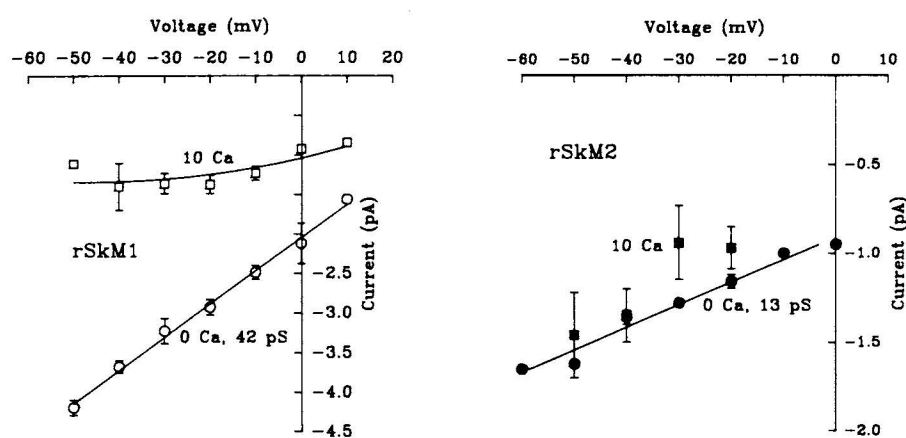 Voltage (mV)
−60 −50 −40 −30 −20 −10 0 10 20
10 Ca
rSkM1
0 Ca, 42 pS
−2.5
−3.0
−3.5
−4.0
−4.5
Current (pA)
Voltage (mV)
−60 −50 −40 −30 −20 −10 0 10
rSkM2
10 Ca
0 Ca, 13 pS
−0.5
−1.0
−1.5
−2.0
Current (pA)